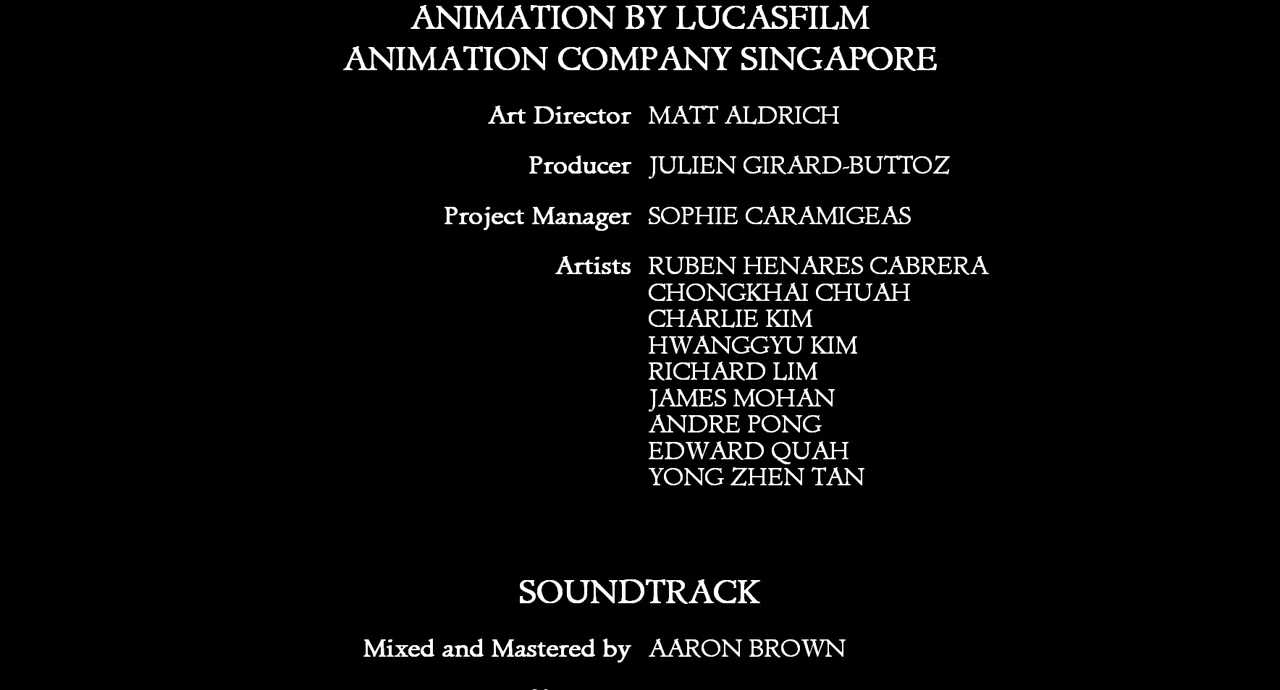 ANIMATION BY LUCASFILM
ANIMATION COMPANY SINGAPORE
Art Director MATT ALDRICH
Producer JULIEN GIRARD-BUTTOZ
Project Manager SOPHIE CARAMIGEAS
Artists RUBEN HENARES CABRERA
CHONGKHAI CHUAH
CHARLIE KIM
HWANGGYU KIM
RICHARD LIM
JAMES MOHAN
ANDRE PONG
EDWARD QUAH
YONG ZHEN TAN
SOUNDTRACK
Mixed and Mastered by AARON BROWN